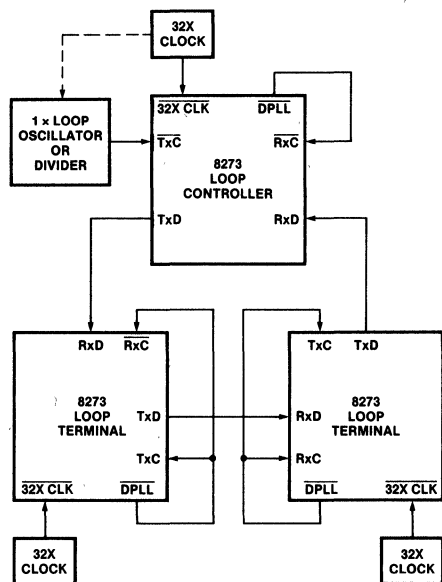 32X
CLOCK
32X CLK
DPLL
1 × LOOP
OSCILLATOR
OR
DIVIDER
TxC
RxC
8273
LOOP
CONTROLLER
TxD
RxD
RxD
RxC
TxC
TxD
8273
LOOP
TERMINAL
TxD
TxC
32X CLK
DPLL
8273
LOOP
TERMINAL
RxD
RxC
DPLL
32X CLK
32X
CLOCK
32X
CLOCK